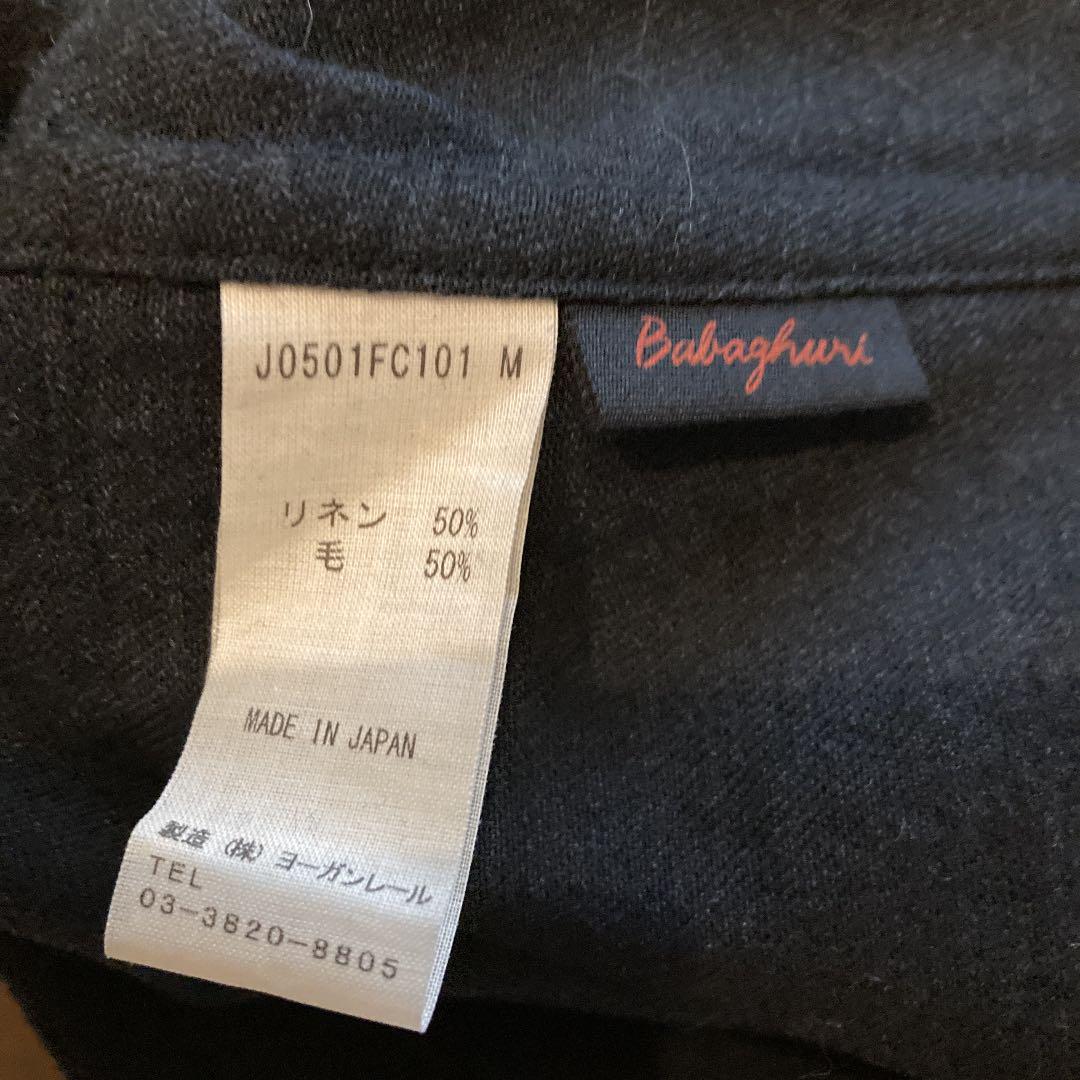 J0501FC101 M
Babaghuri
リネン 50%
毛 50%
MADE IN JAPAN
製造 (株) ヨーガンレール
TEL
03-3820-8805